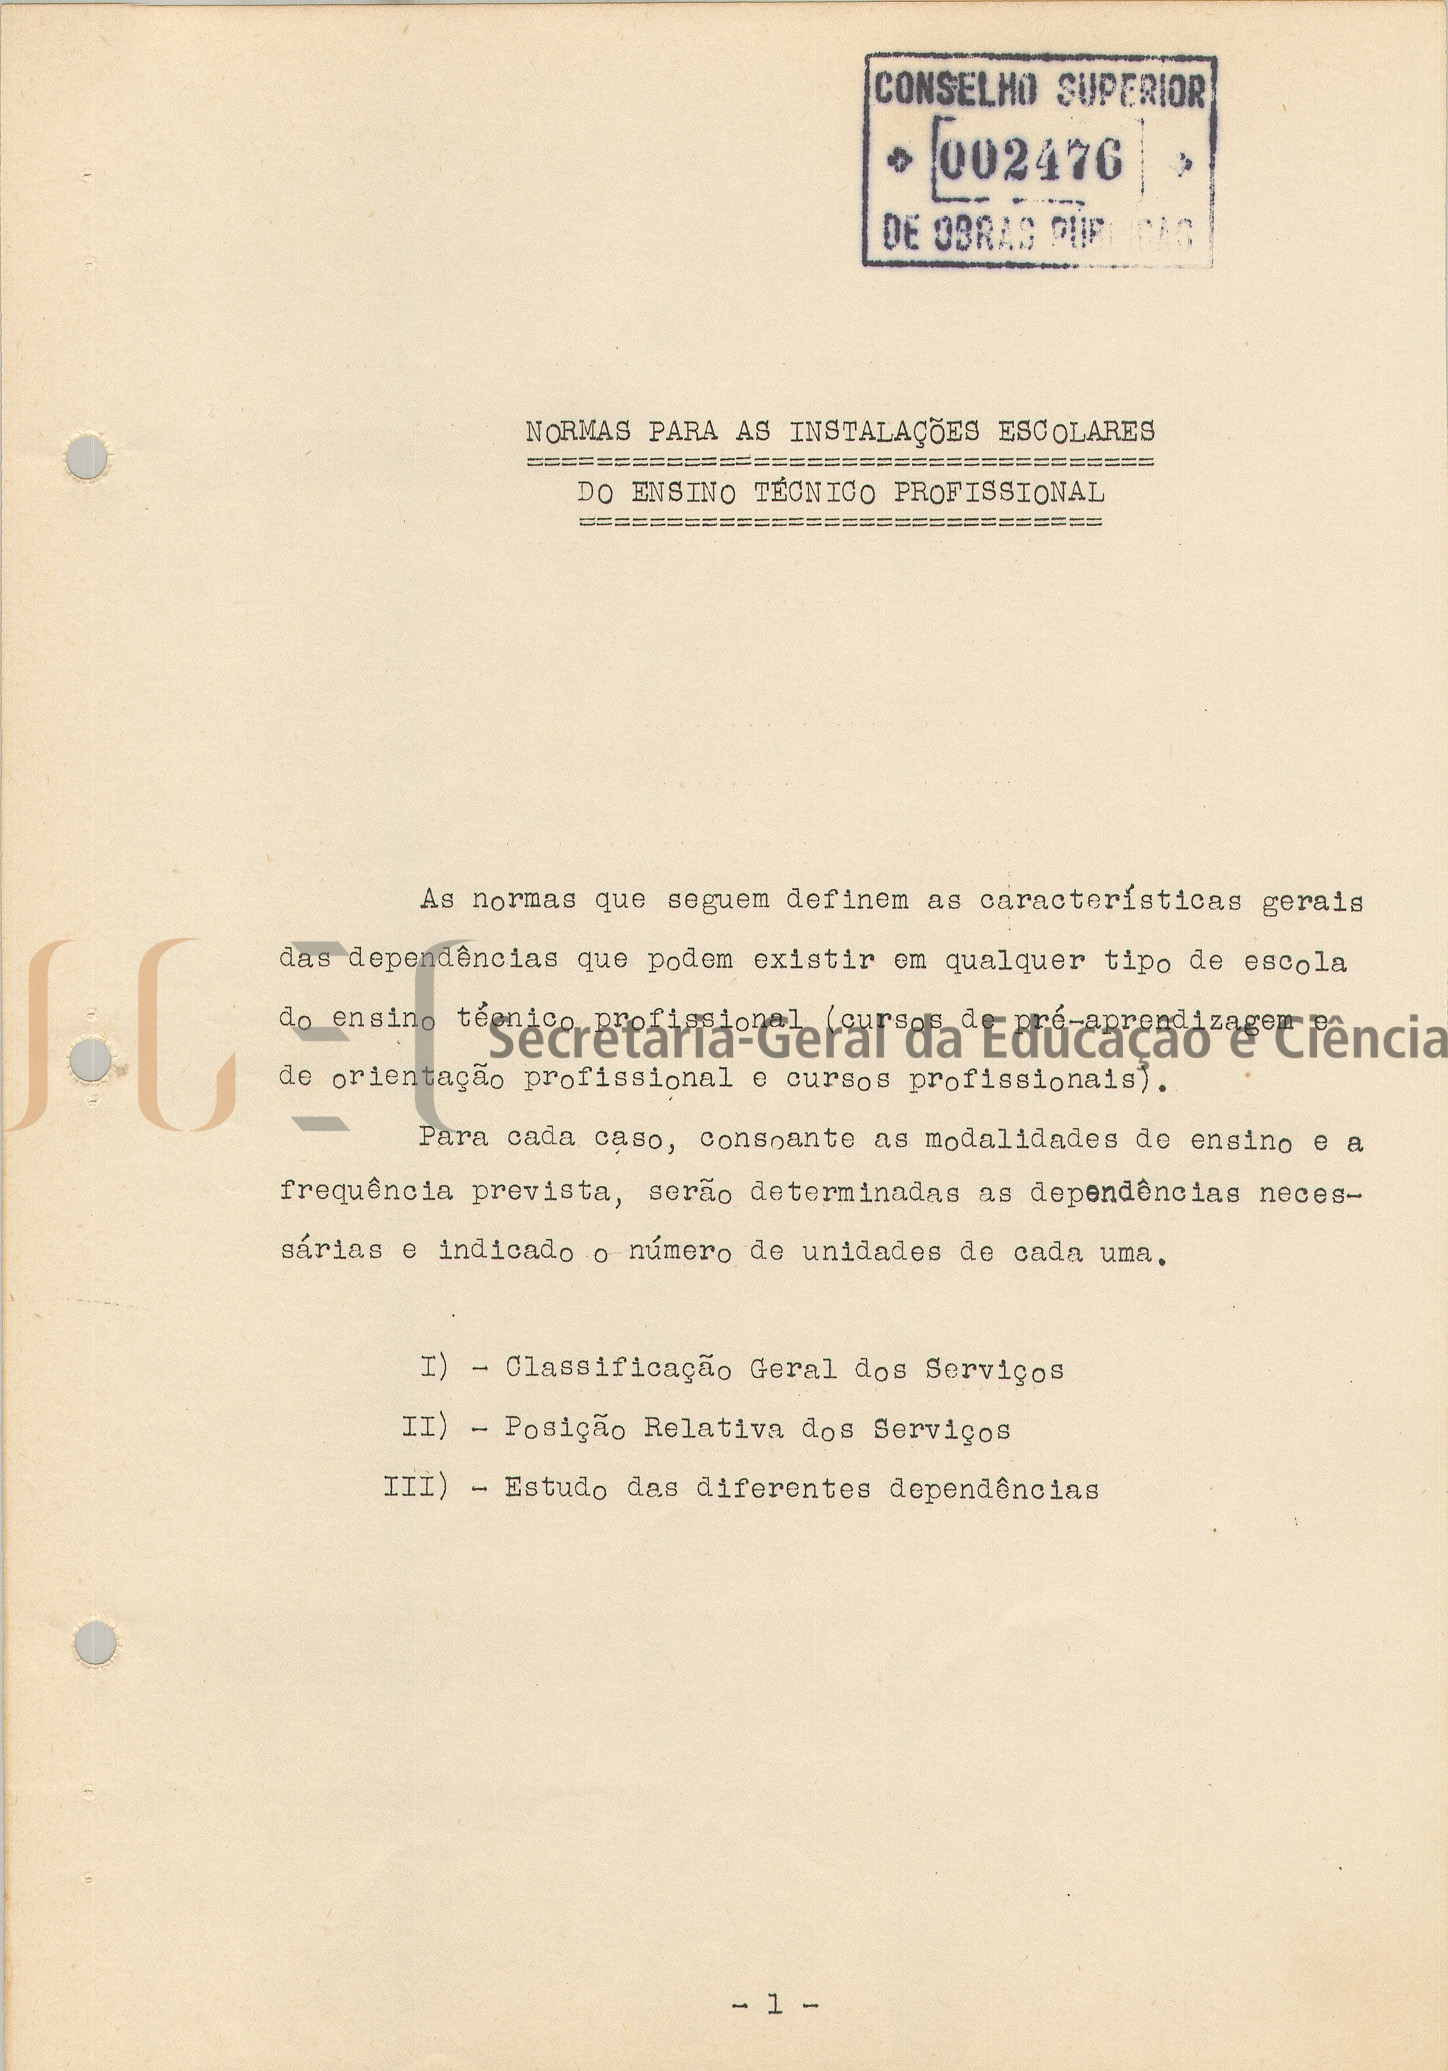 CONSELHO SUPERIOR
002476
DE OBRAS PÚBLICAS
NORMAS PARA AS INSTALAÇÕES ESCOLARES
====================================
DO ENSINO TÉCNICO PROFISSIONAL
==============================
As normas que seguem definem as características gerais
das dependências que podem existir em qualquer tipo de escola
do ensino técnico profissional (cursos de pré-aprendizagem e
de orientação profissional e cursos profissionais).
SGEC Secretaria-Geral da Educação e Ciência
Para cada caso, consoante as modalidades de ensino e a
frequência prevista, serão determinadas as dependências neces-
sárias e indicado o número de unidades de cada uma.
I) - Classificação Geral dos Serviços
II) - Posição Relativa dos Serviços
III) - Estudo das diferentes dependências
- 1 -